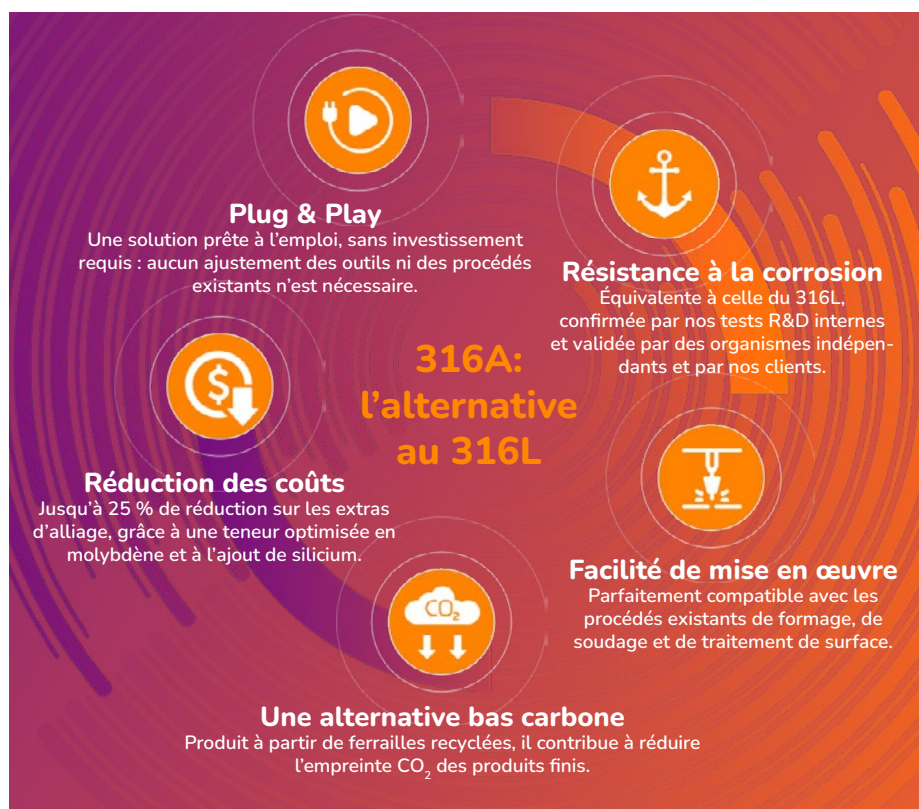 Plug & Play
Une solution prête à l'emploi, sans investissement
requis : aucun ajustement des outils ni des procédés
existants n'est nécessaire.
Résistance à la corrosion
Équivalente à celle du 316L,
confirmée par nos tests R&D internes
et validée par des organismes indépen-
dants et par nos clients.
316A:
l'alternative
au 316L
$
Réduction des coûts
Jusqu'à 25 % de réduction sur les extras
d'alliage, grâce à une teneur optimisée en
molybdène et à l'ajout de silicium.
Facilité de mise en œuvre
Parfaitement compatible avec les
procédés existants de formage, de
soudage et de traitement de surface.
CO₂
Une alternative bas carbone
Produit à partir de ferrailles recyclées, il contribue à réduire
l'empreinte CO₂ des produits finis.